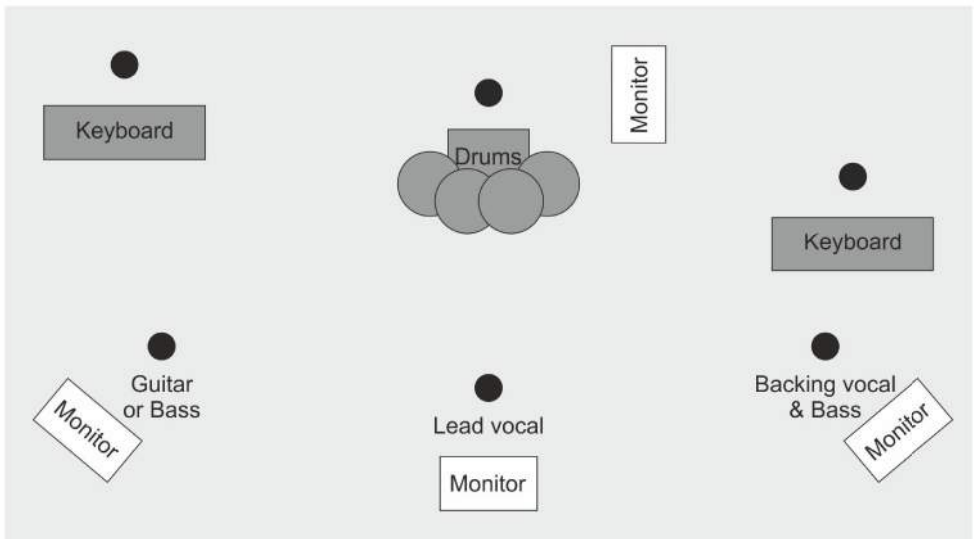 Monitor
Keyboard
Drums
Keyboard
Guitar
or Bass
Monitor
Lead vocal
Monitor
Backing vocal
& Bass
Monitor